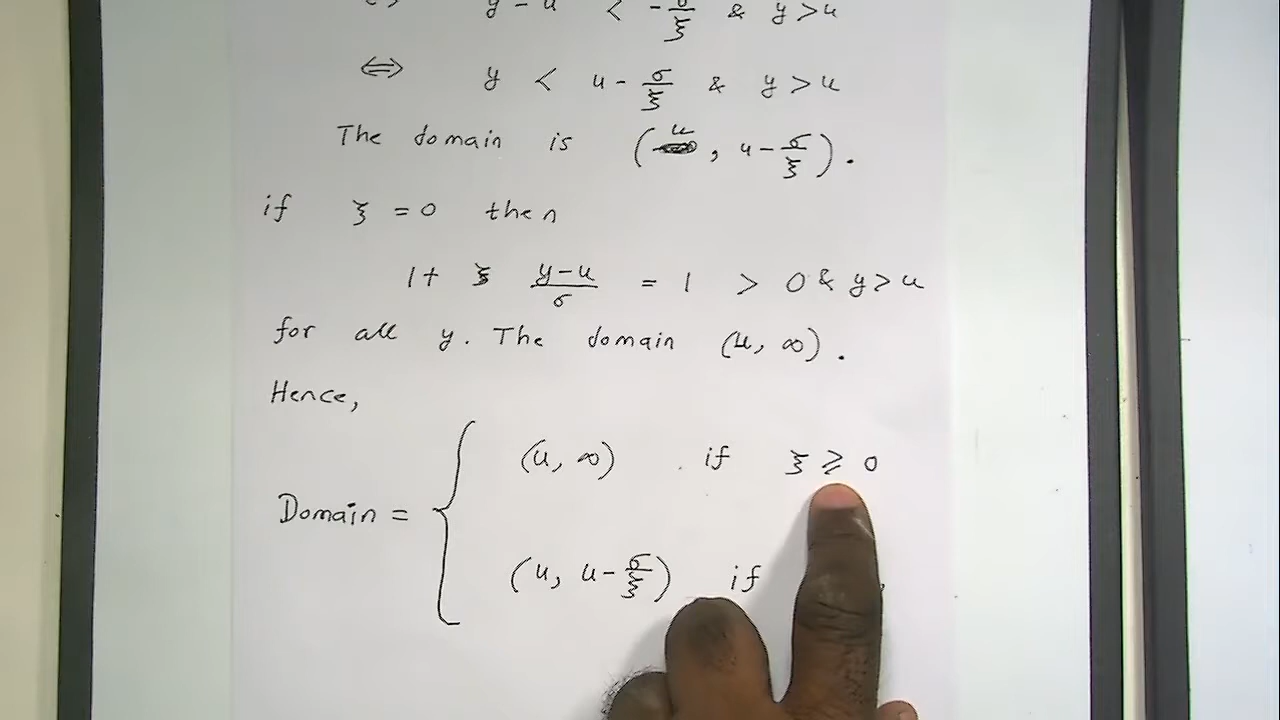 y - u < -σ/ξ & y > u
⇔ y < u - σ/ξ & y > u
The domain is (u, u - σ/ξ).
if ξ = 0 then
1 + ξ (y-u)/σ = 1 > 0 & y > u
for all y. The domain (u, ∞).
Hence,
(u, ∞) if ξ ≥ 0
Domain = {
(u, u - σ/ξ) if